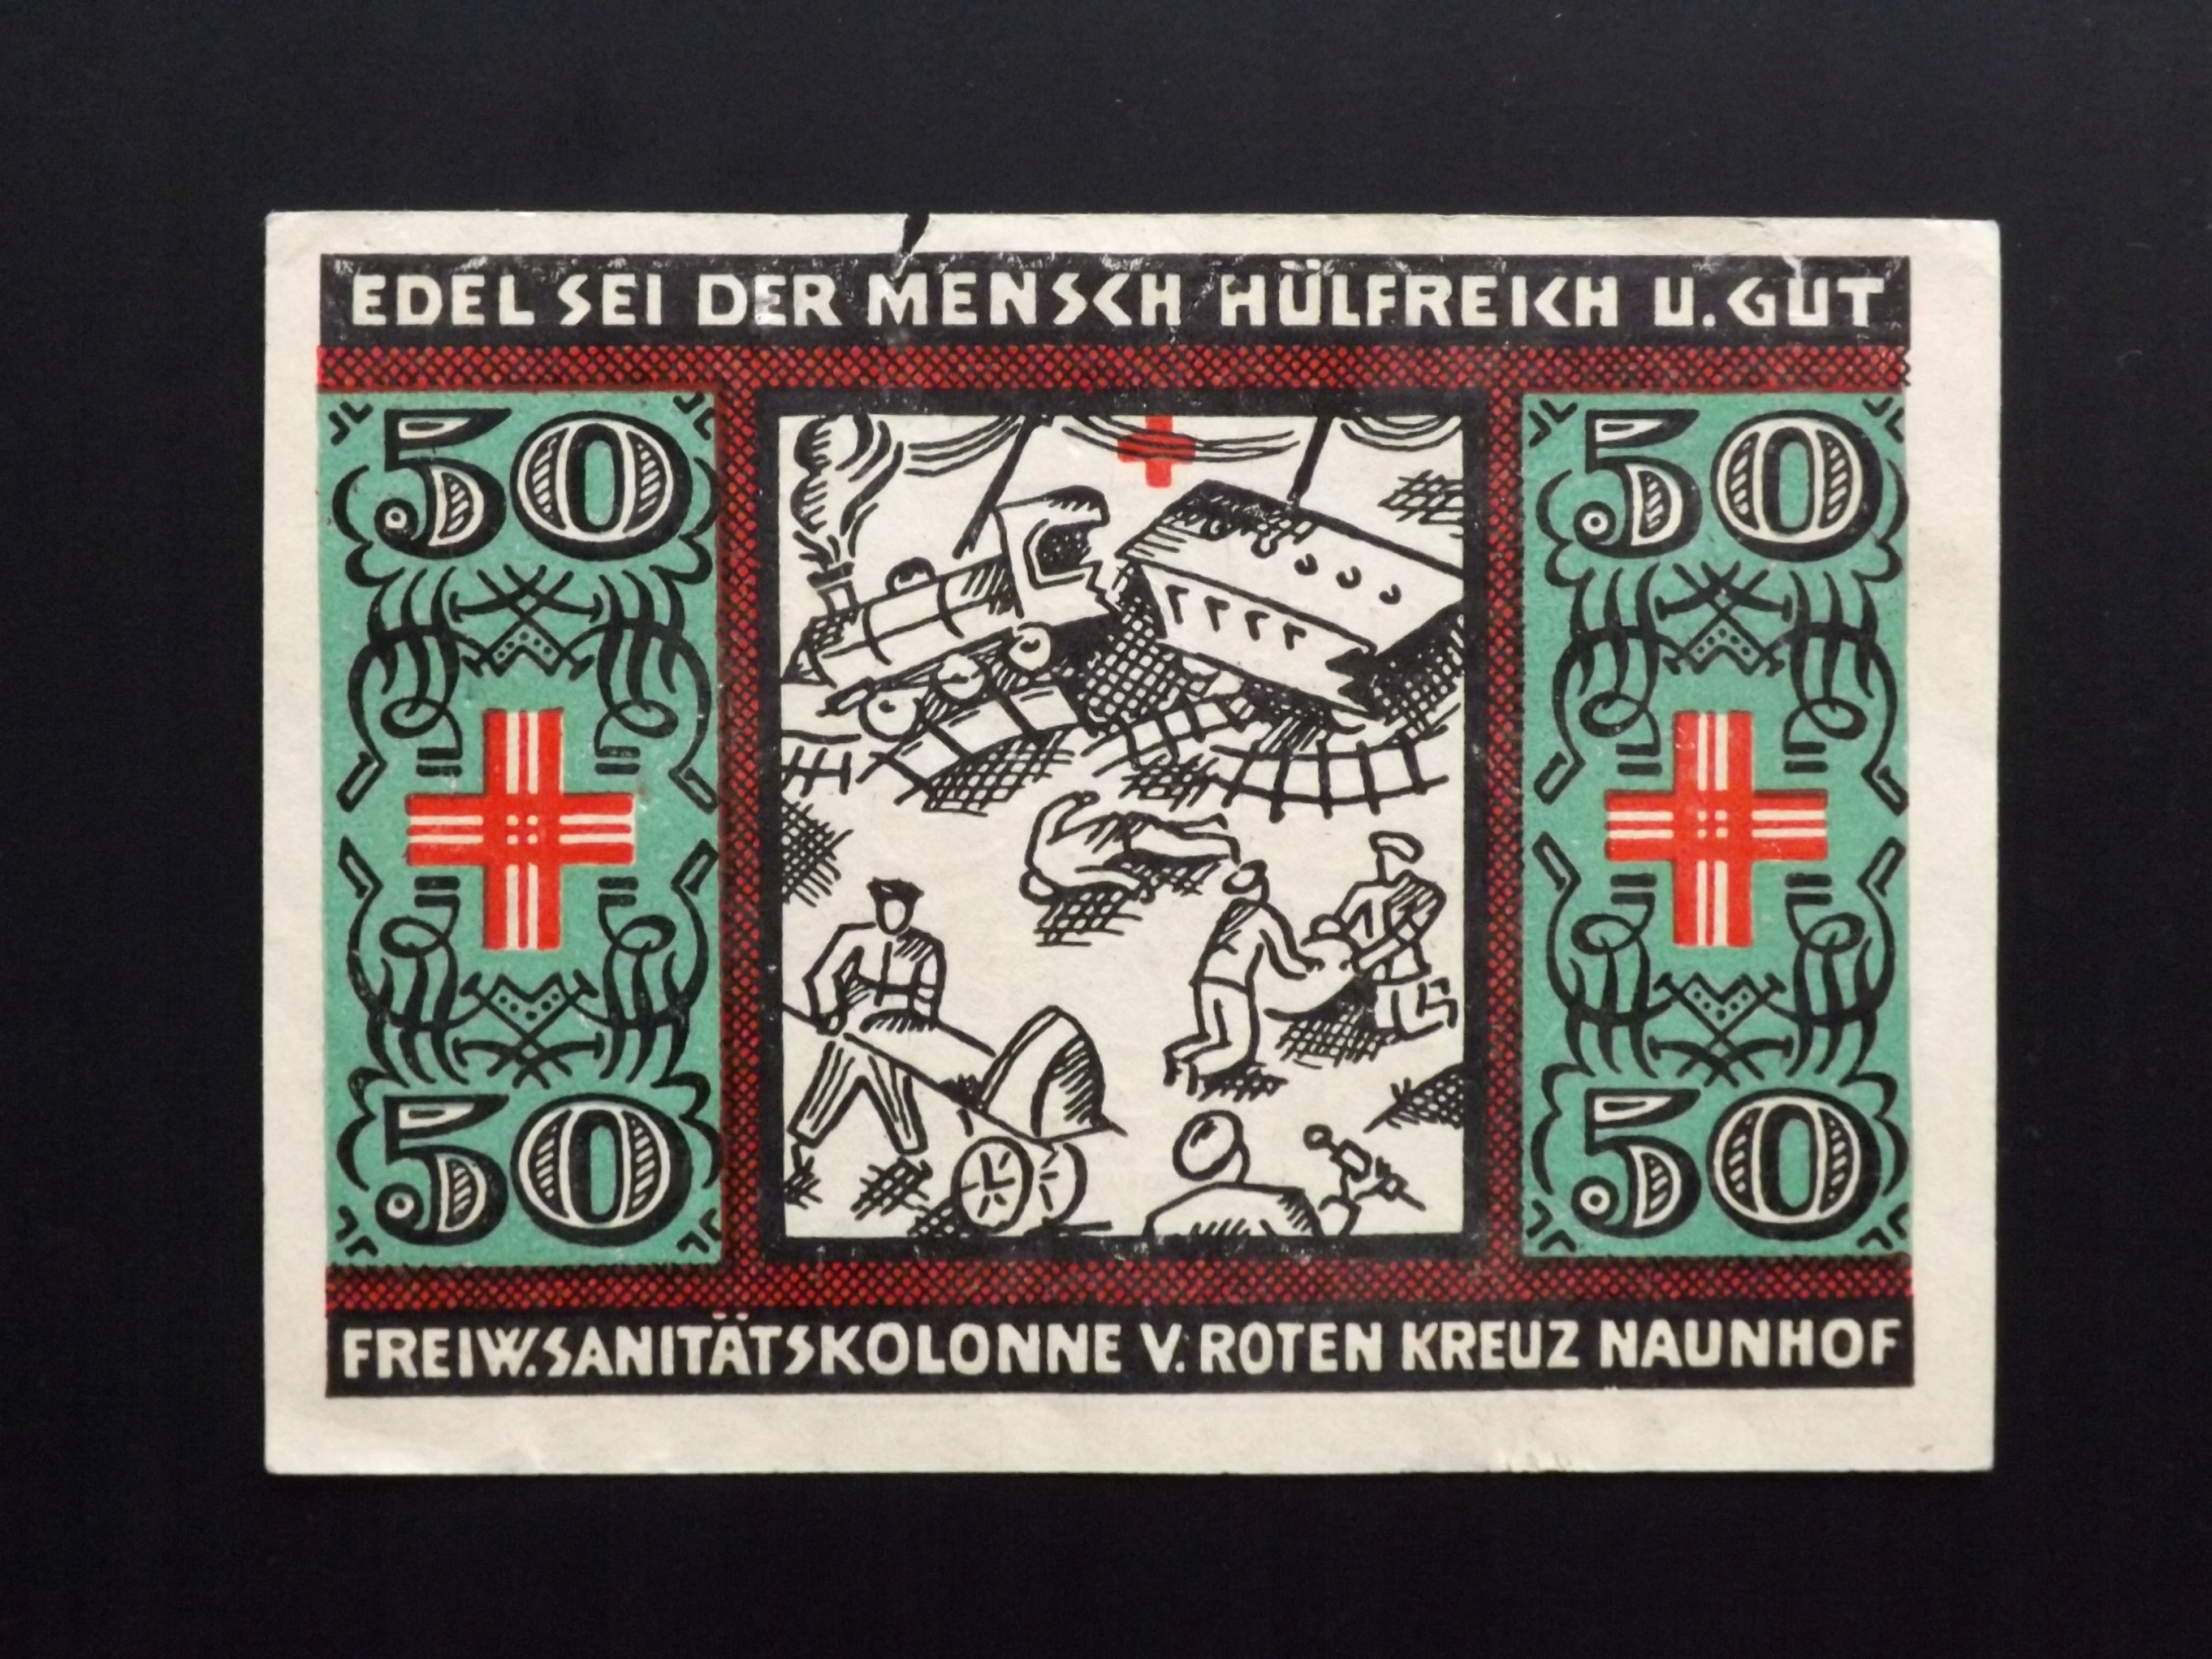 EDEL SEI DER MENSCH HÜLFREICH U. GUT
50 50
50 50
FREIW. SANITÄTSKOLONNE V. ROTEN KREUZ NAUNHOF